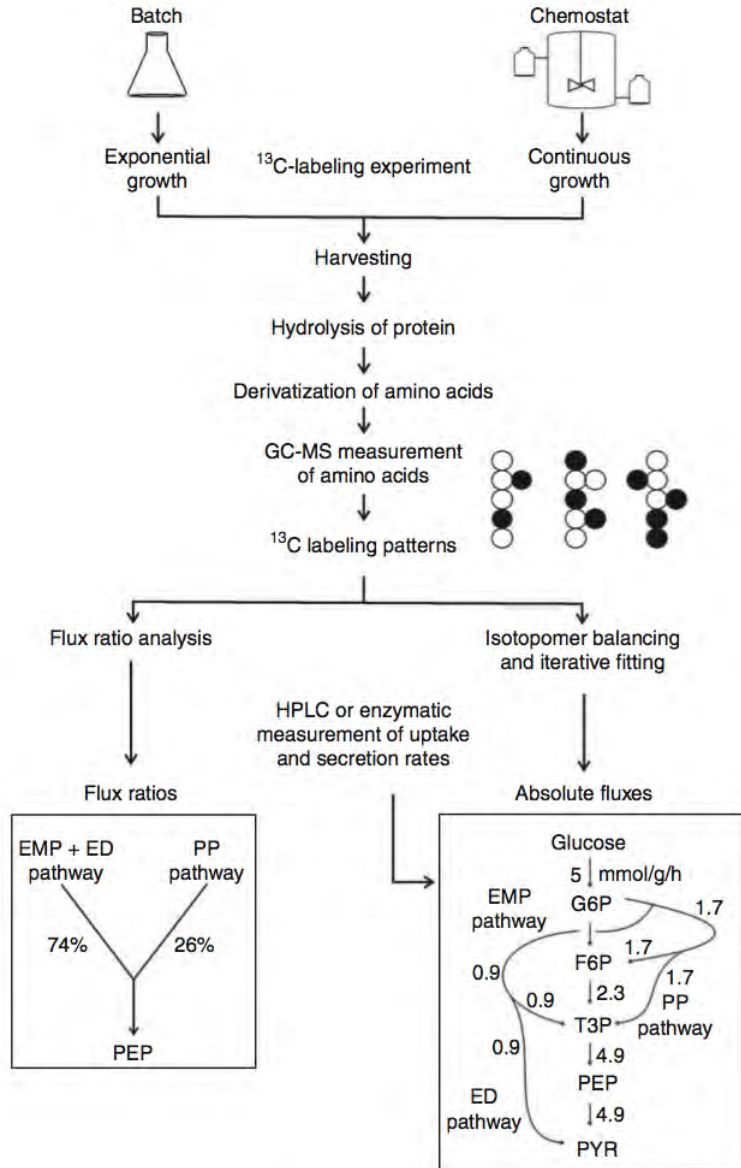 Batch
Chemostat
Exponential
growth
¹³C-labeling experiment
Continuous
growth
Harvesting
Hydrolysis of protein
Derivatization of amino acids
GC-MS measurement
of amino acids
¹³C labeling patterns
Flux ratio analysis
Isotopomer balancing
and iterative fitting
HPLC or enzymatic
measurement of uptake
and secretion rates
Flux ratios
EMP + ED
pathway
PP
pathway
74%
26%
PEP
Absolute fluxes
Glucose
5 mmol/g/h
G6P
EMP
pathway
1.7
F6P
1.7
0.9
1.7
2.3
0.9
PP
pathway
T3P
0.9
4.9
PEP
ED
pathway
4.9
PYR